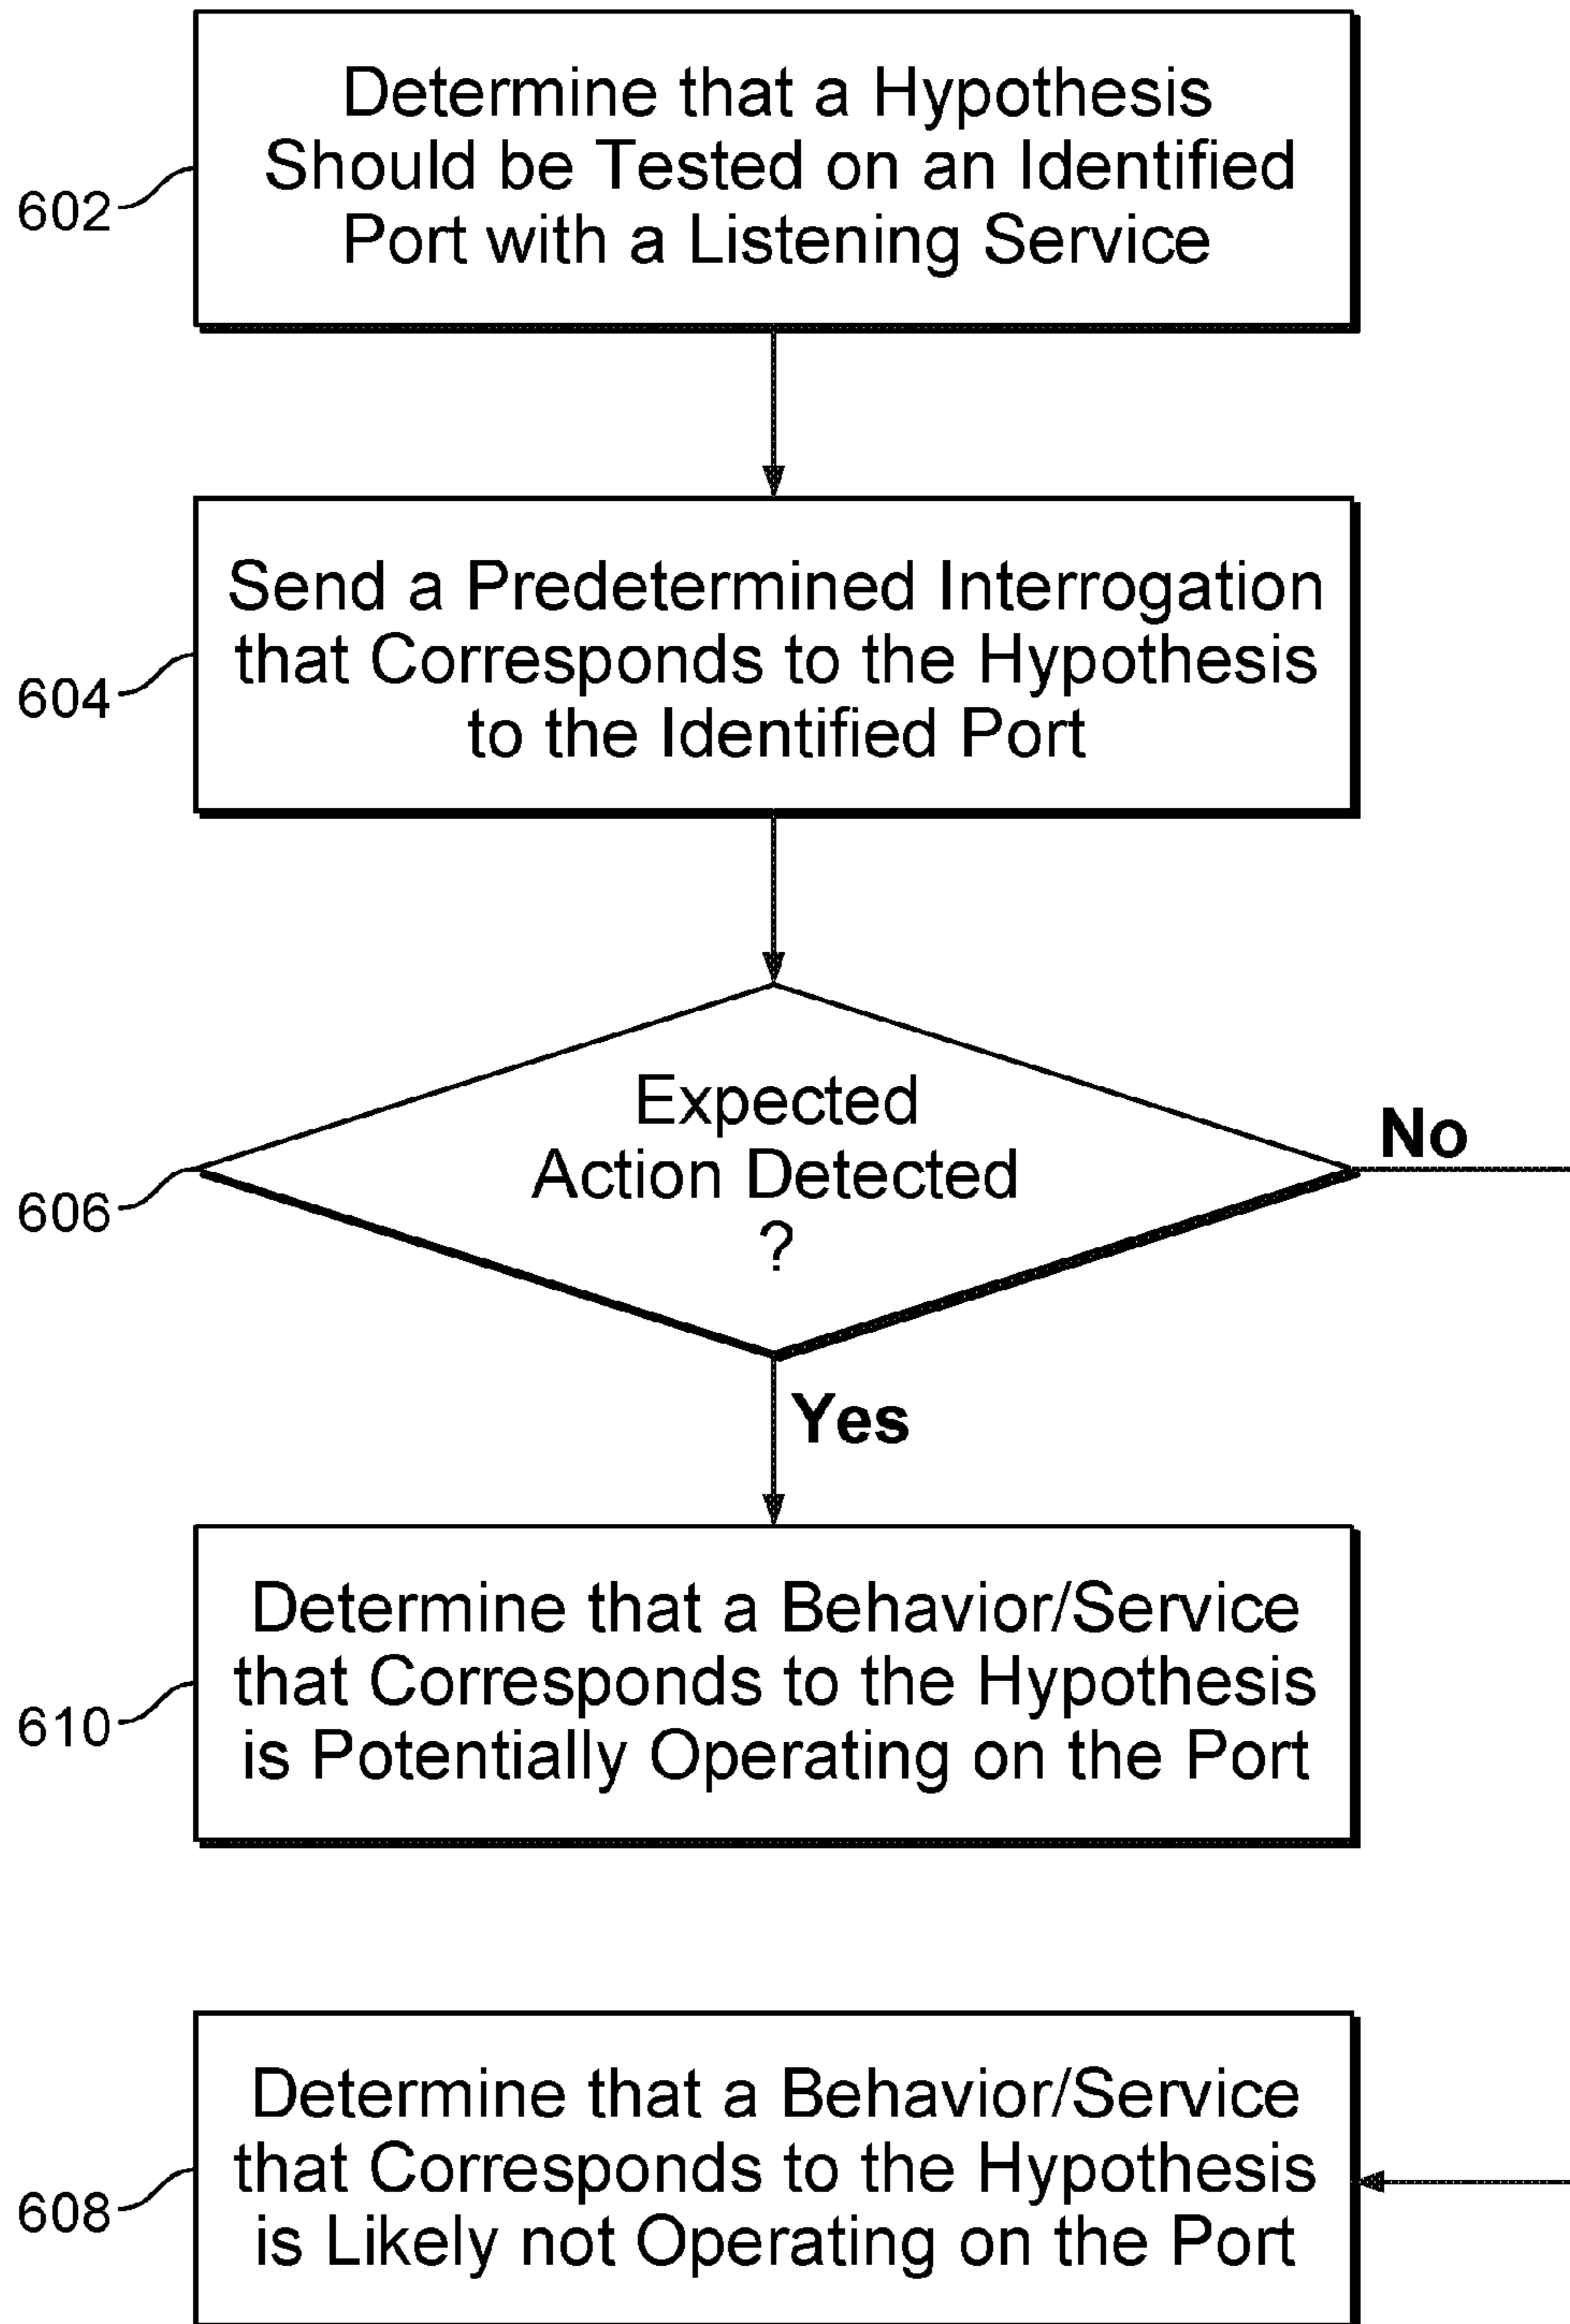 Determine that a Hypothesis
Should be Tested on an Identified
Port with a Listening Service
602
Send a Predetermined Interrogation
that Corresponds to the Hypothesis
to the Identified Port
604
Expected
Action Detected
?
606
No
Yes
Determine that a Behavior/Service
that Corresponds to the Hypothesis
is Potentially Operating on the Port
610
Determine that a Behavior/Service
that Corresponds to the Hypothesis
is Likely not Operating on the Port
608